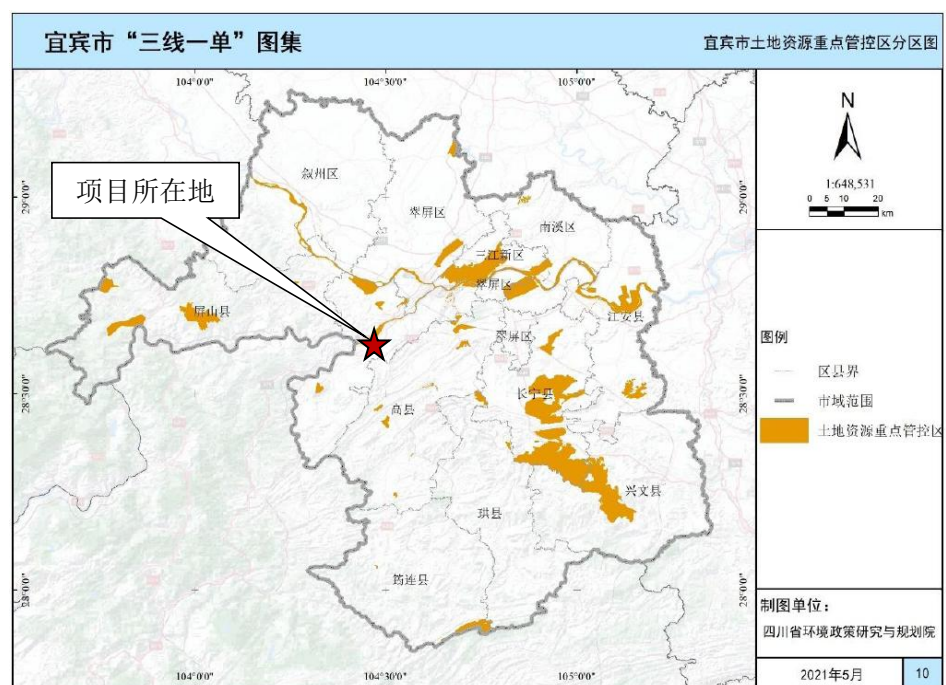 宜宾市“三线一单”图集
宜宾市土地资源重点管控区分区图
104°0'0"
104°30'0"
105°0'0"
N
1:648,531
0 5 10 20
km
项目所在地
叙州区
翠屏区
南溪区
三江新区
翠屏区
江安县
屏山县
翠屏区
长宁县
高县
兴文县
珙县
筠连县
29°0'0"
28°30'0"
28°0'0"
29°0'0"
28°30'0"
28°0'0"
图例
区县界
市域范围
土地资源重点管控区
制图单位：
四川省环境政策研究与规划院
104°0'0"
104°30'0"
105°0'0"
2021年5月
10